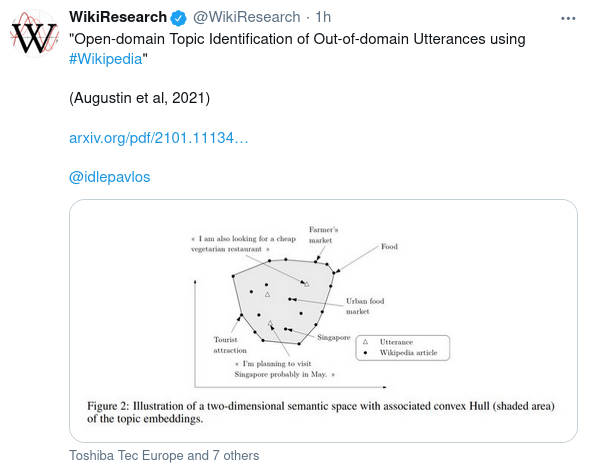 WikiResearch @WikiResearch · 1h
"Open-domain Topic Identification of Out-of-domain Utterances using
#Wikipedia"
(Augustin et al, 2021)
arxiv.org/pdf/2101.11134…
@idlepavlos
Farmer's
market
« I am also looking for a cheap
vegetarian restaurant »
Food
Urban food
market
Tourist
attraction
Singapore
« I'm planning to visit
Singapore probably in May. »
Utterance
Wikipedia article
Figure 2: Illustration of a two-dimensional semantic space with associated convex Hull (shaded area)
of the topic embeddings.
Toshiba Tec Europe and 7 others